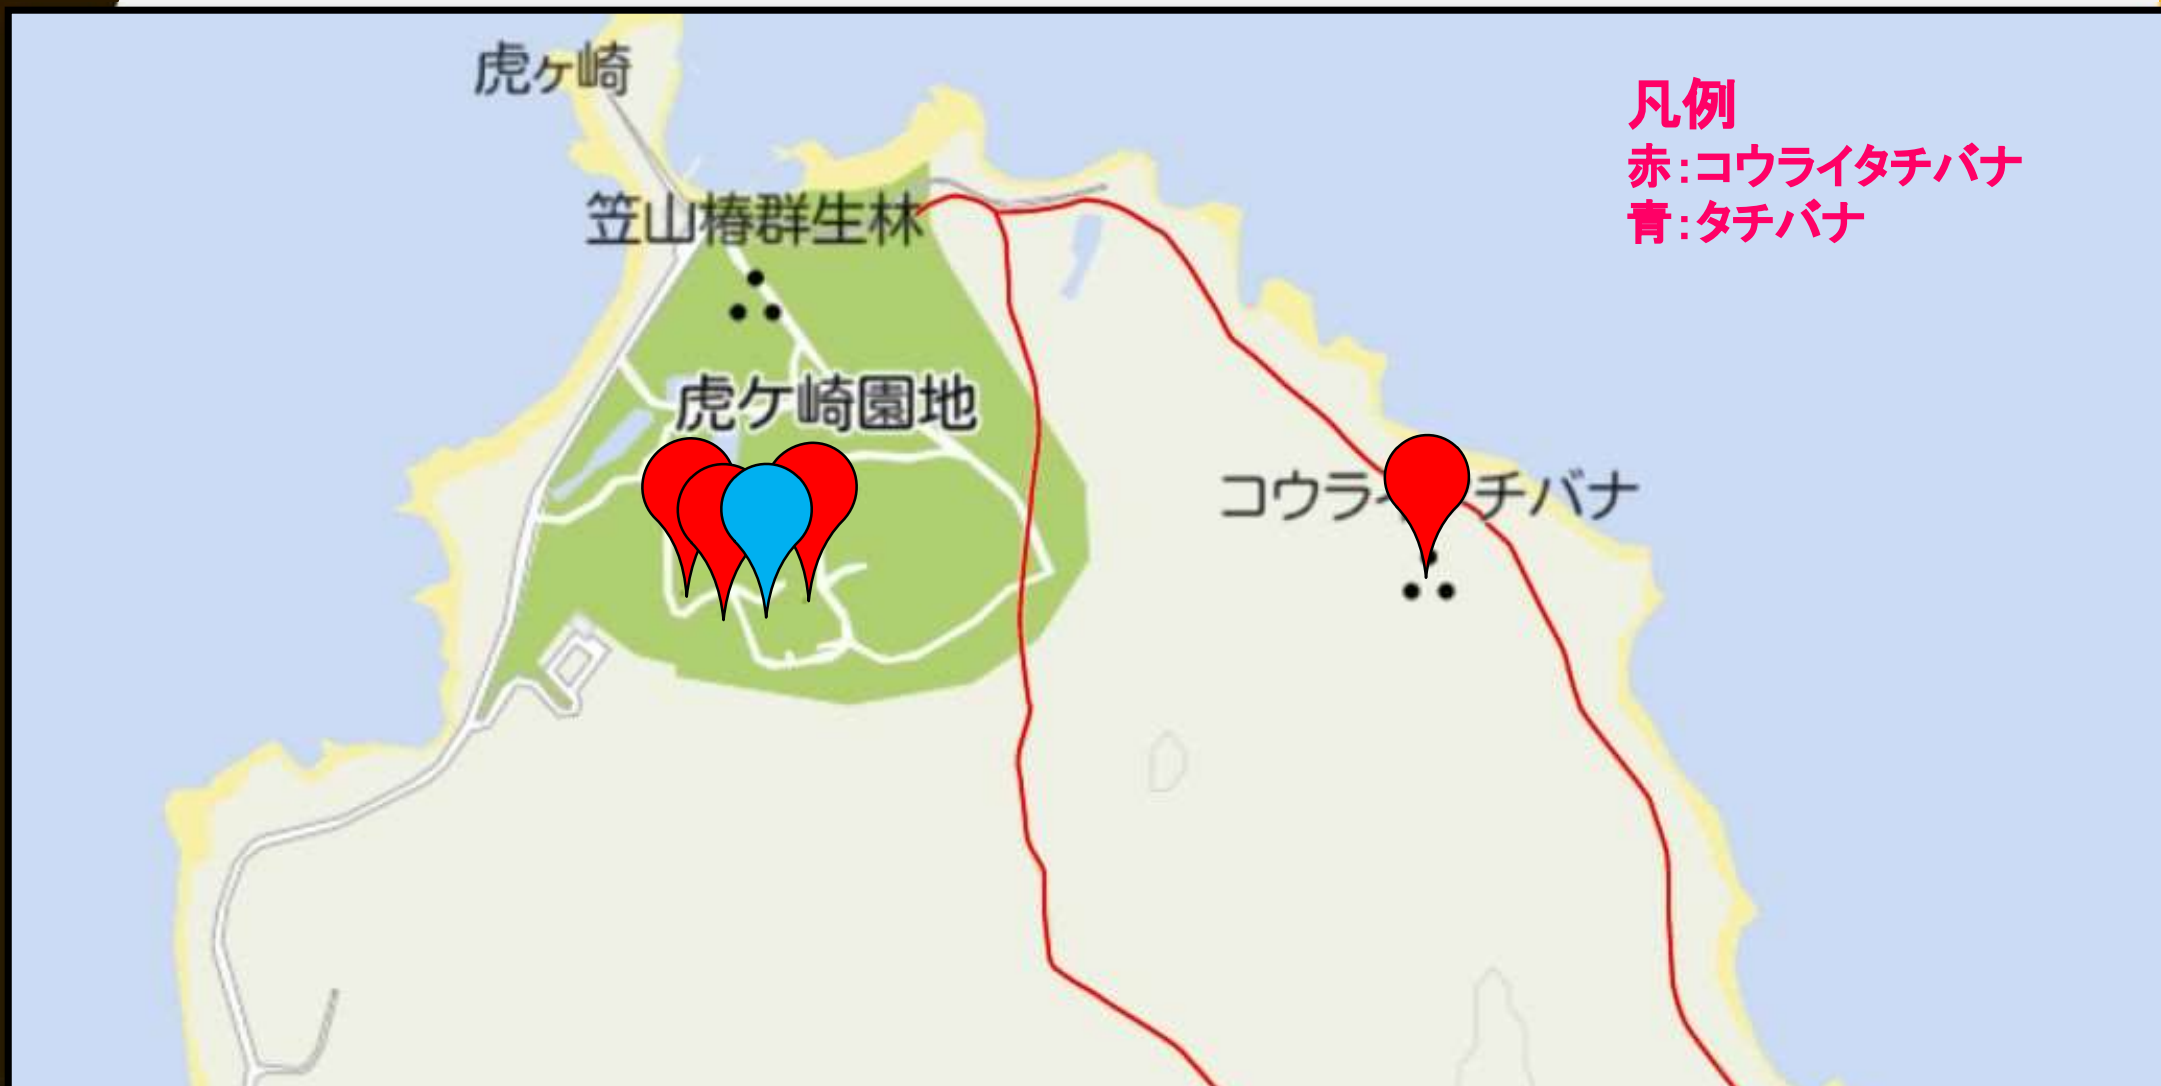 虎ヶ崎
凡例
赤：コウライタチバナ
青：タチバナ
笠山椿群生林
虎ケ崎園地
コウライ チバナ